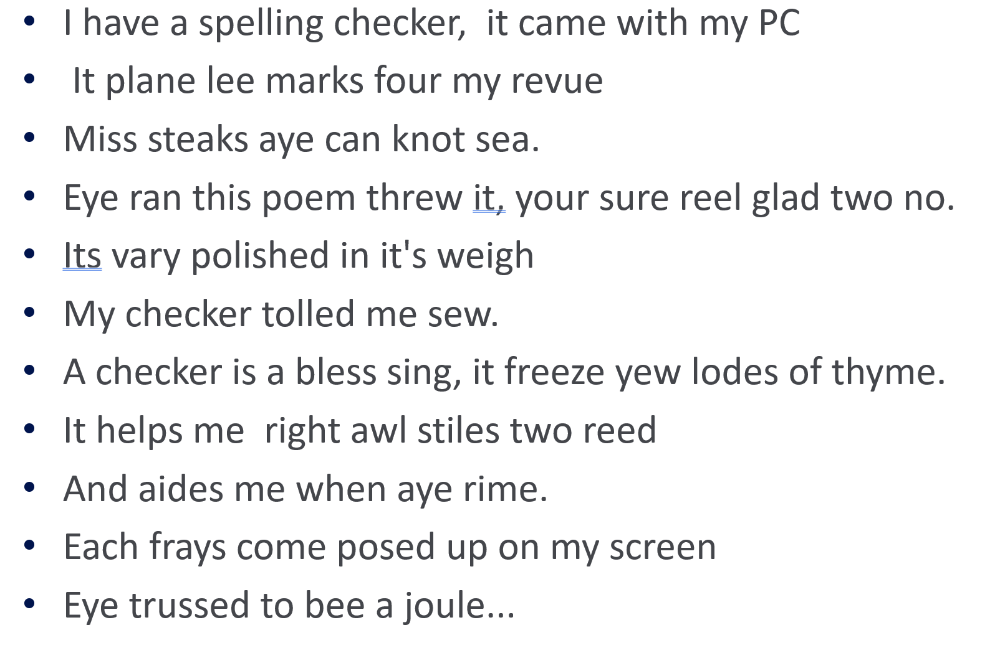 • I have a spelling checker,  it came with my PC
•  It plane lee marks four my revue
• Miss steaks aye can knot sea.
• Eye ran this poem threw it, your sure reel glad two no.
• Its vary polished in it's weigh
• My checker tolled me sew.
• A checker is a bless sing, it freeze yew lodes of thyme.
• It helps me  right awl stiles two reed
• And aides me when aye rime.
• Each frays come posed up on my screen
• Eye trussed to bee a joule...